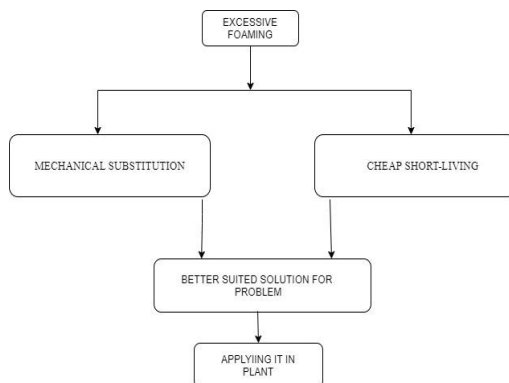 EXCESSIVE
FOAMING
MECHANICAL SUBSTITUTION
CHEAP SHORT-LIVING
BETTER SUITED SOLUTION FOR
PROBLEM
APPLYIING IT IN
PLANT